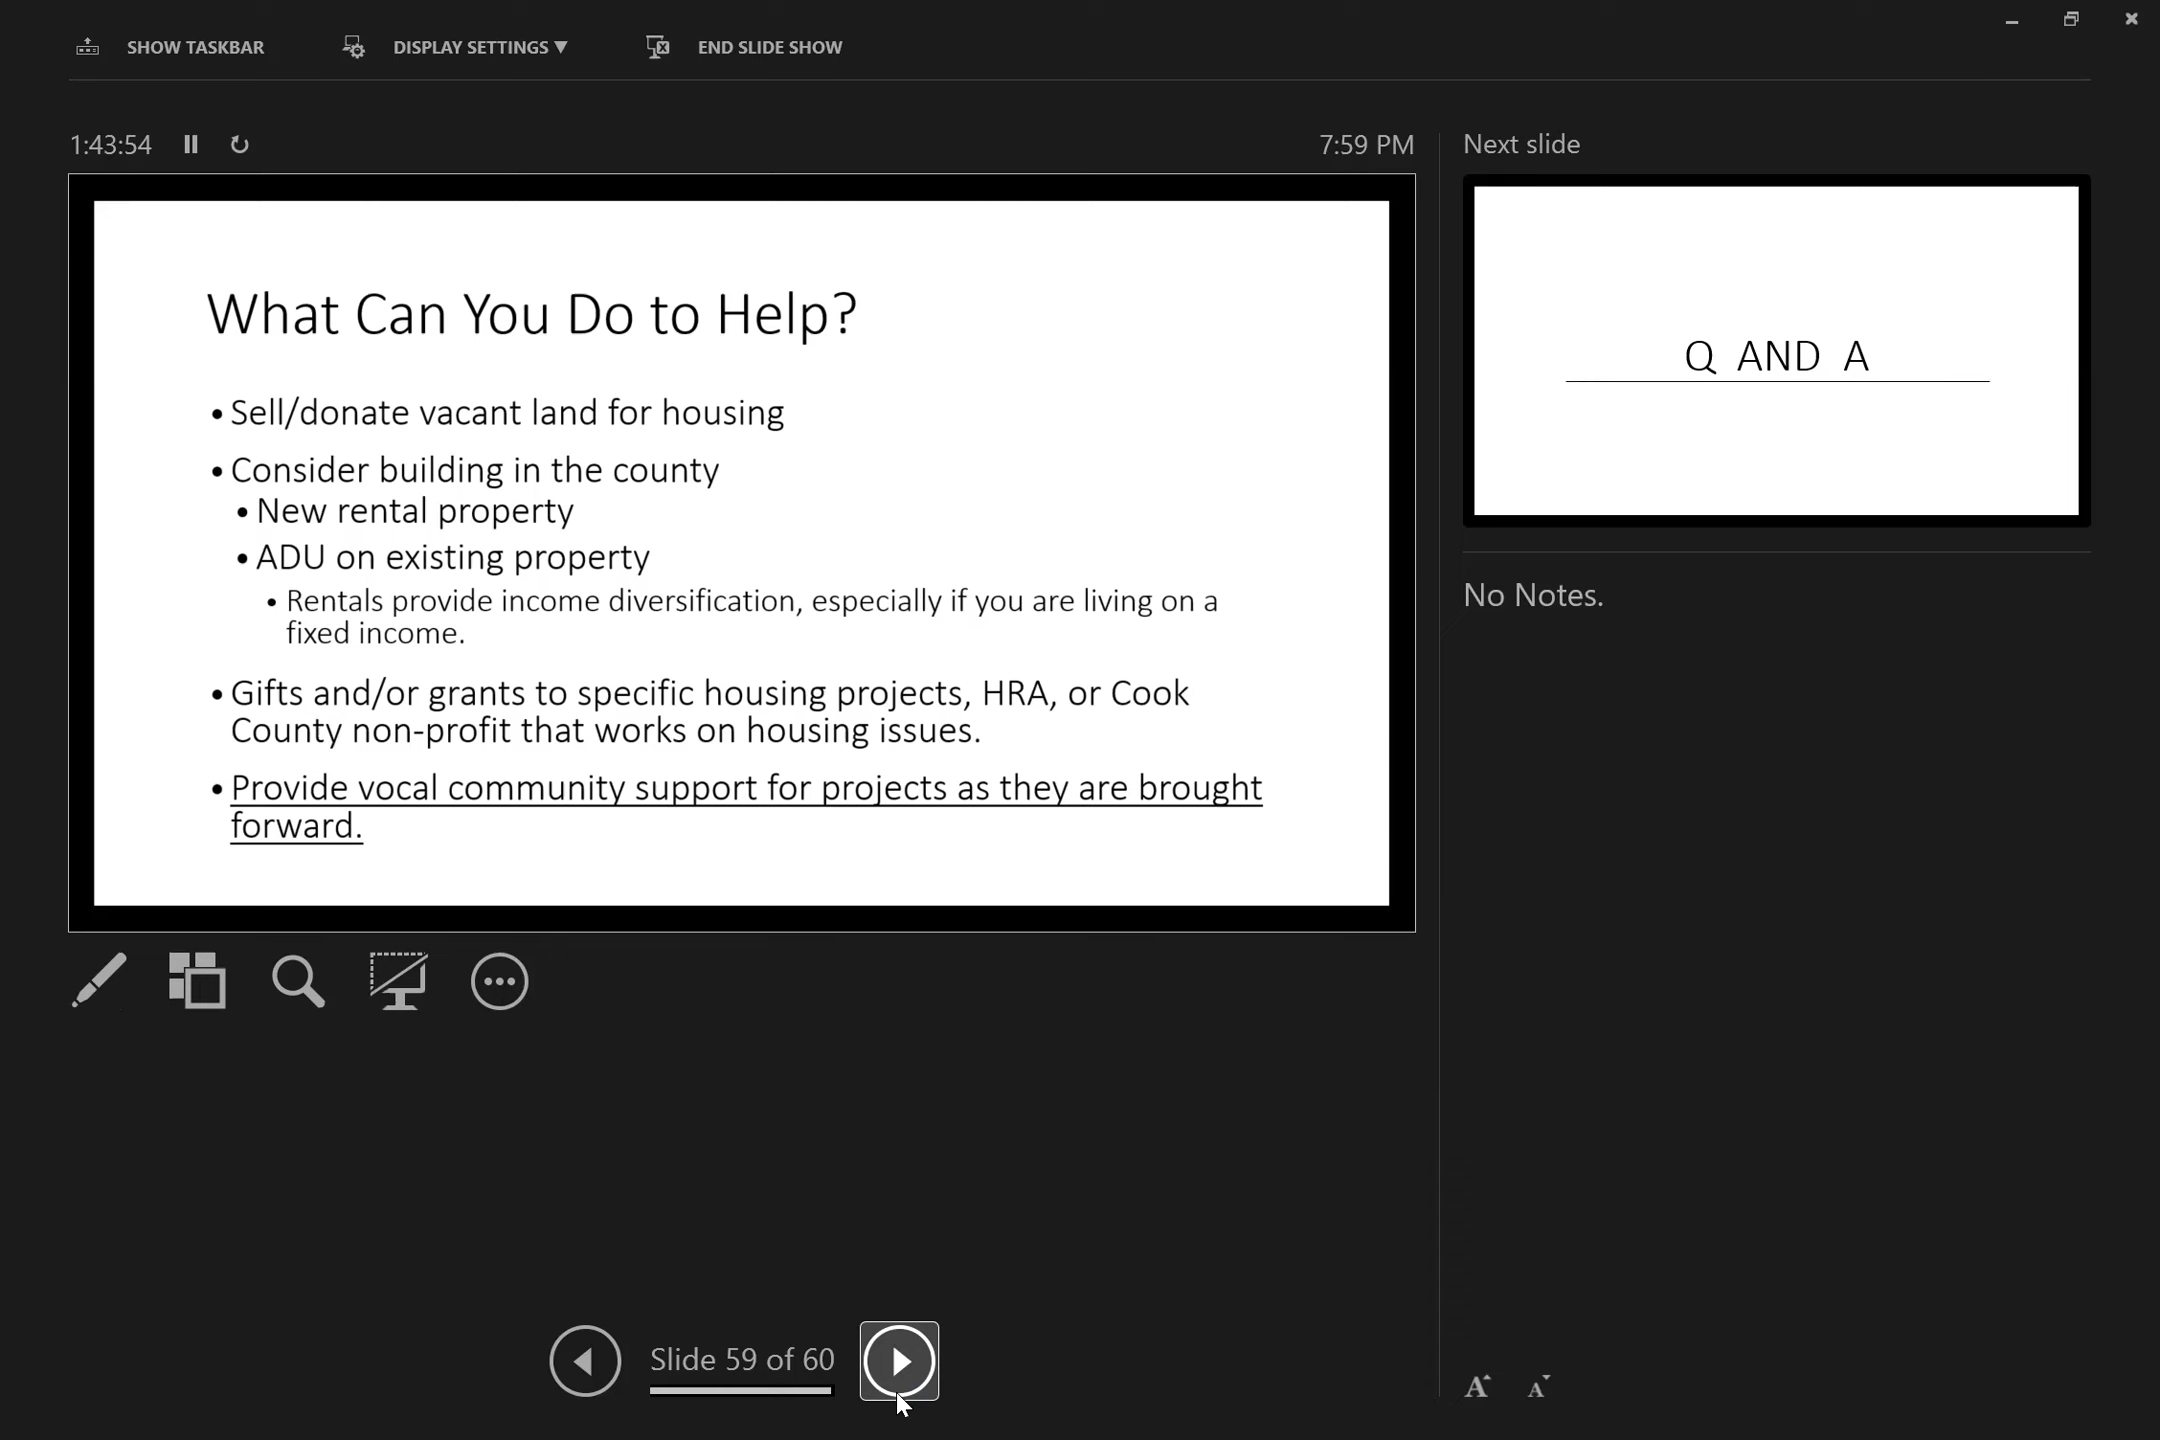 SHOW TASKBAR
DISPLAY SETTINGS ▼
END SLIDE SHOW
1:43:54
7:59 PM
What Can You Do to Help?
• Sell/donate vacant land for housing
• Consider building in the county
• New rental property
• ADU on existing property
• Rentals provide income diversification, especially if you are living on a
fixed income.
• Gifts and/or grants to specific housing projects, HRA, or Cook
County non-profit that works on housing issues.
• Provide vocal community support for projects as they are brought
forward.
Slide 59 of 60
Next slide
Q AND A
No Notes.
A A